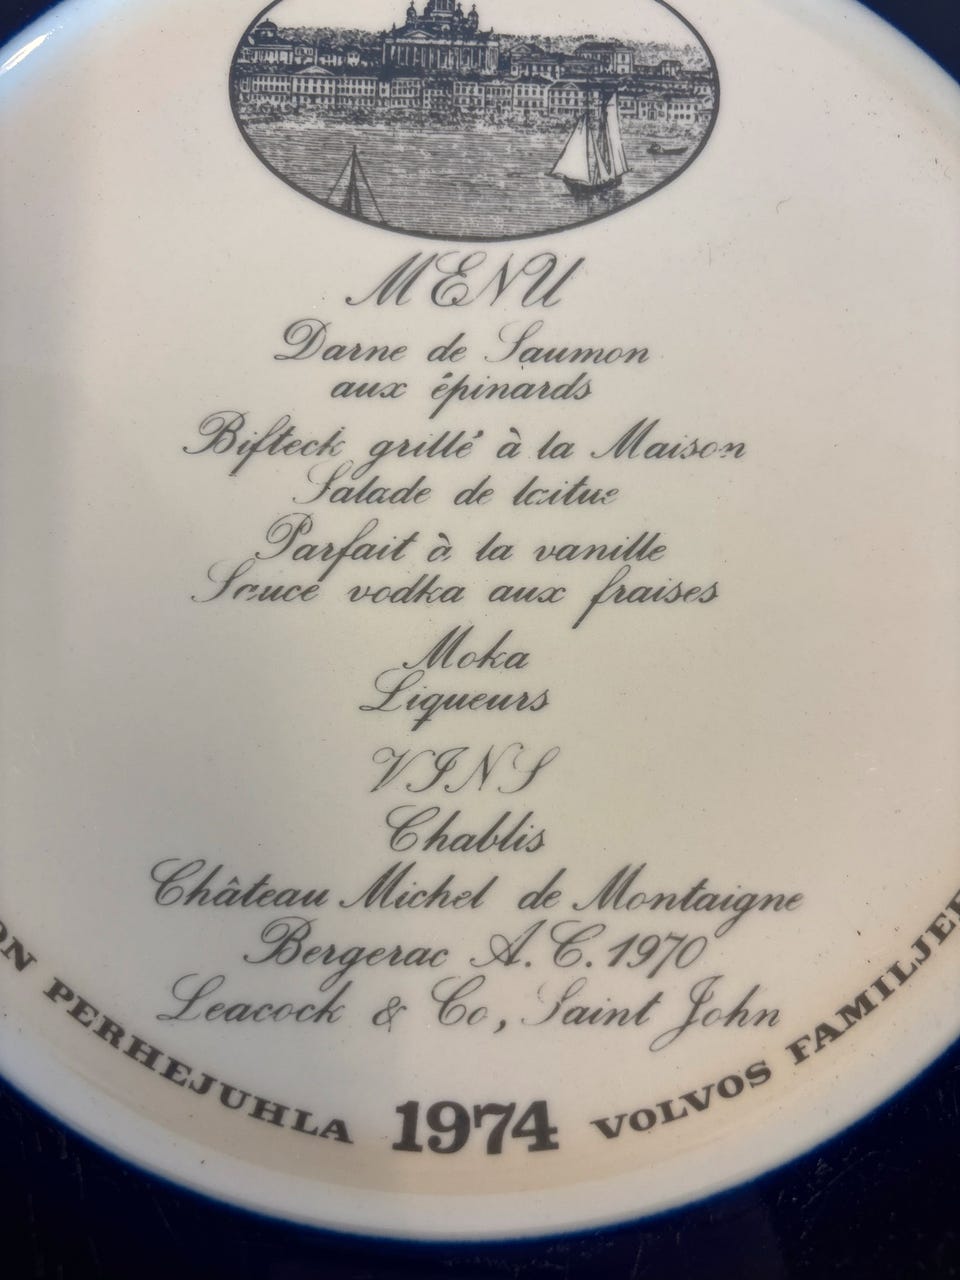 MENU
Darne de Saumon
aux épinards
Bifteck grillé à la Maison
Salade de laitue
Parfait à la vanille
Sauce vodka aux fraises
Moka
Liqueurs
VINS
Chablis
Château Michel de Montaigne
Bergerac A.C. 1970
Leacock & Co, Saint John
PERHEJUHLA 1974 VOLVOS